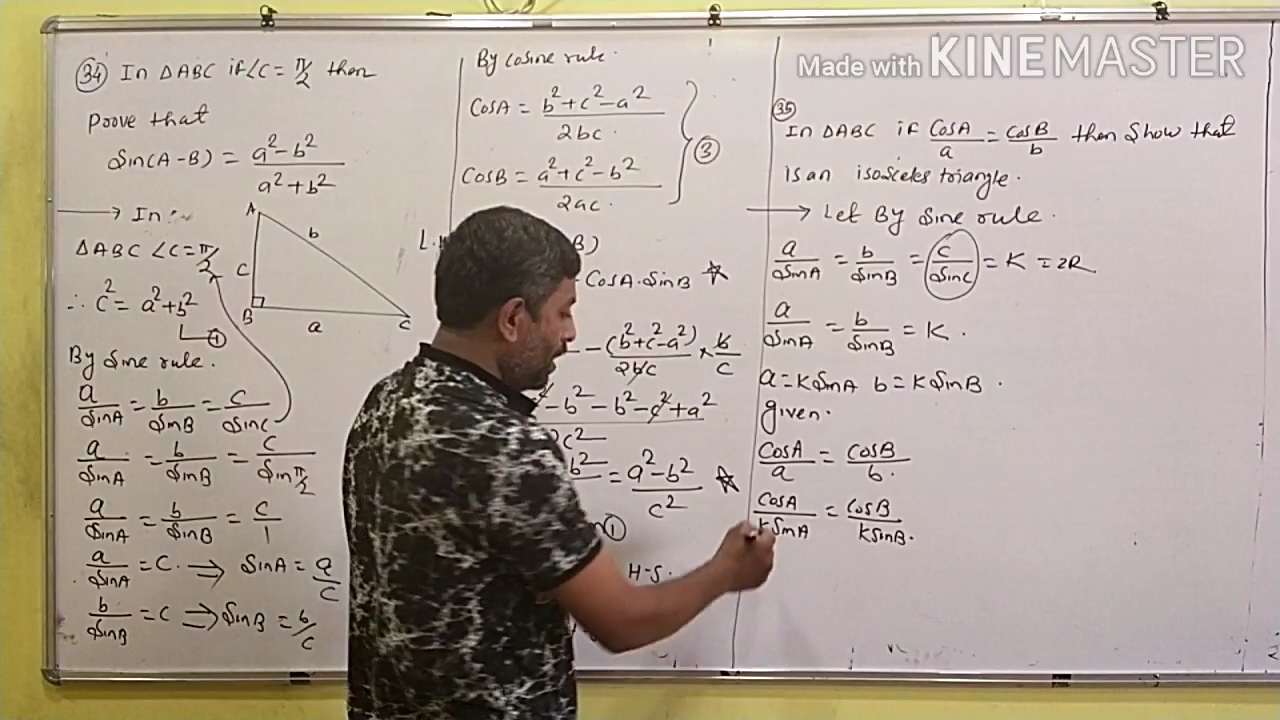 Made with KINEMASTER
(34) In ΔABC if ∠C = π/2 then
Proove that
Sin(A-B) = a²-b² / a²+b²
→ In :-
ΔABC ∠C = π/2
∴ c² = a²+b²
①
A
b
C
B
a
C
By Sine rule.
a/SinA = b/SinB = c/SinC
a/SinA = b/SinB = c/Sinπ/2
a/SinA = b/SinB = c/1
a/SinA = C. ⇒ SinA = a/c
b/SinB = C ⇒ SinB = b/c
By Cosine rule.
CosA = b²+c²-a² / 2bc.
CosB = a²+c²-b² / 2ac.
③
B)
CosA.SinB ☆
-(b²+c²-a²) / 2bc × b/c
-b²-b²-c²+a²
2c²
b² = a²-b² / c² ☆
①
H-S.
(35)
In ΔABC if CosA/a = CosB/b then Show that
is an isosceles triangle.
→ Let By Sine rule.
a/SinA = b/SinB = c/SinC = K = 2R
a/SinA = b/SinB = K.
a = KSinA b = KSinB.
given.
CosA/a = CosB/b.
CosA/KSinA = CosB/KSinB.